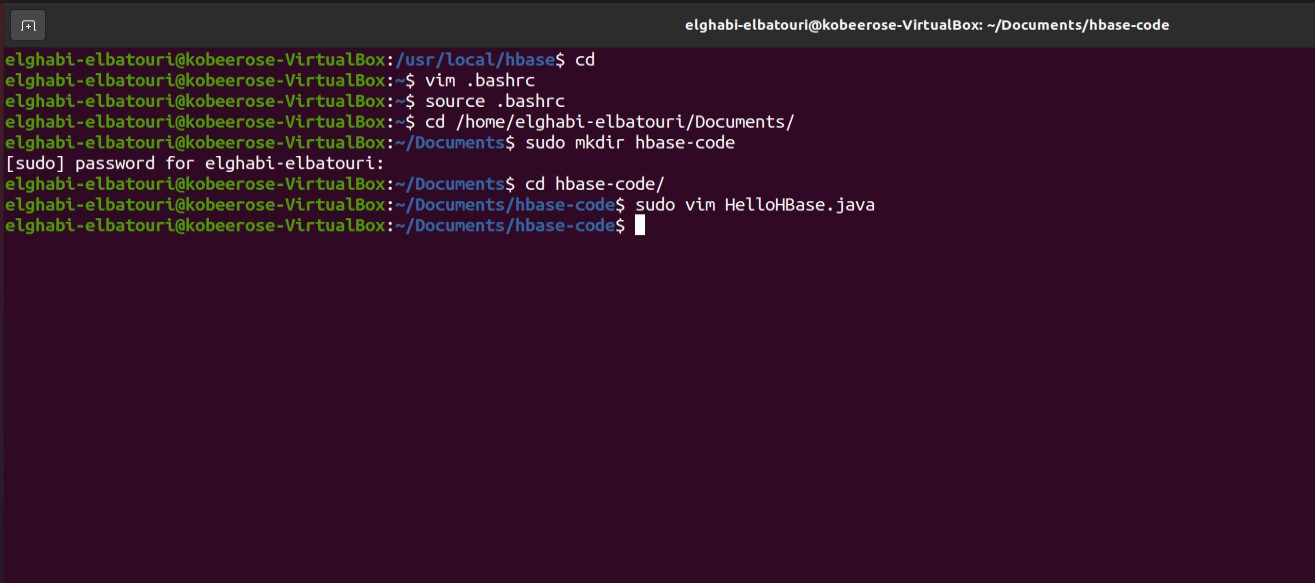 elghabi-elbatouri@kobeerose-VirtualBox: ~/Documents/hbase-code
elghabi-elbatouri@kobeerose-VirtualBox:/usr/local/hbase$ cd
elghabi-elbatouri@kobeerose-VirtualBox:~$ vim .bashrc
elghabi-elbatouri@kobeerose-VirtualBox:~$ source .bashrc
elghabi-elbatouri@kobeerose-VirtualBox:~$ cd /home/elghabi-elbatouri/Documents/
elghabi-elbatouri@kobeerose-VirtualBox:~/Documents$ sudo mkdir hbase-code
[sudo] password for elghabi-elbatouri:
elghabi-elbatouri@kobeerose-VirtualBox:~/Documents$ cd hbase-code/
elghabi-elbatouri@kobeerose-VirtualBox:~/Documents/hbase-code$ sudo vim HelloHBase.java
elghabi-elbatouri@kobeerose-VirtualBox:~/Documents/hbase-code$